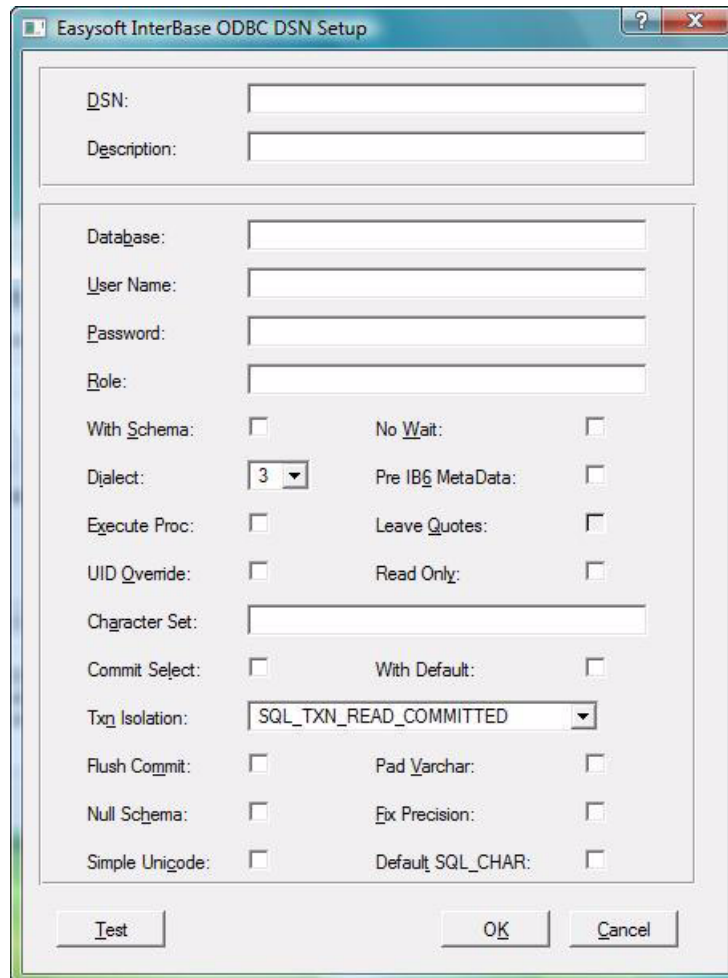 Easysoft InterBase ODBC DSN Setup ? X
DSN:
Description:
Database:
User Name:
Password:
Role:
With Schema: No Wait:
Dialect: 3 Pre IB6 MetaData:
Execute Proc: Leave Quotes:
UID Override: Read Only:
Character Set:
Commit Select: With Default:
Txn Isolation: SQL_TXN_READ_COMMITTED
Flush Commit: Pad Varchar:
Null Schema: Fix Precision:
Simple Unicode: Default SQL_CHAR:
Test OK Cancel